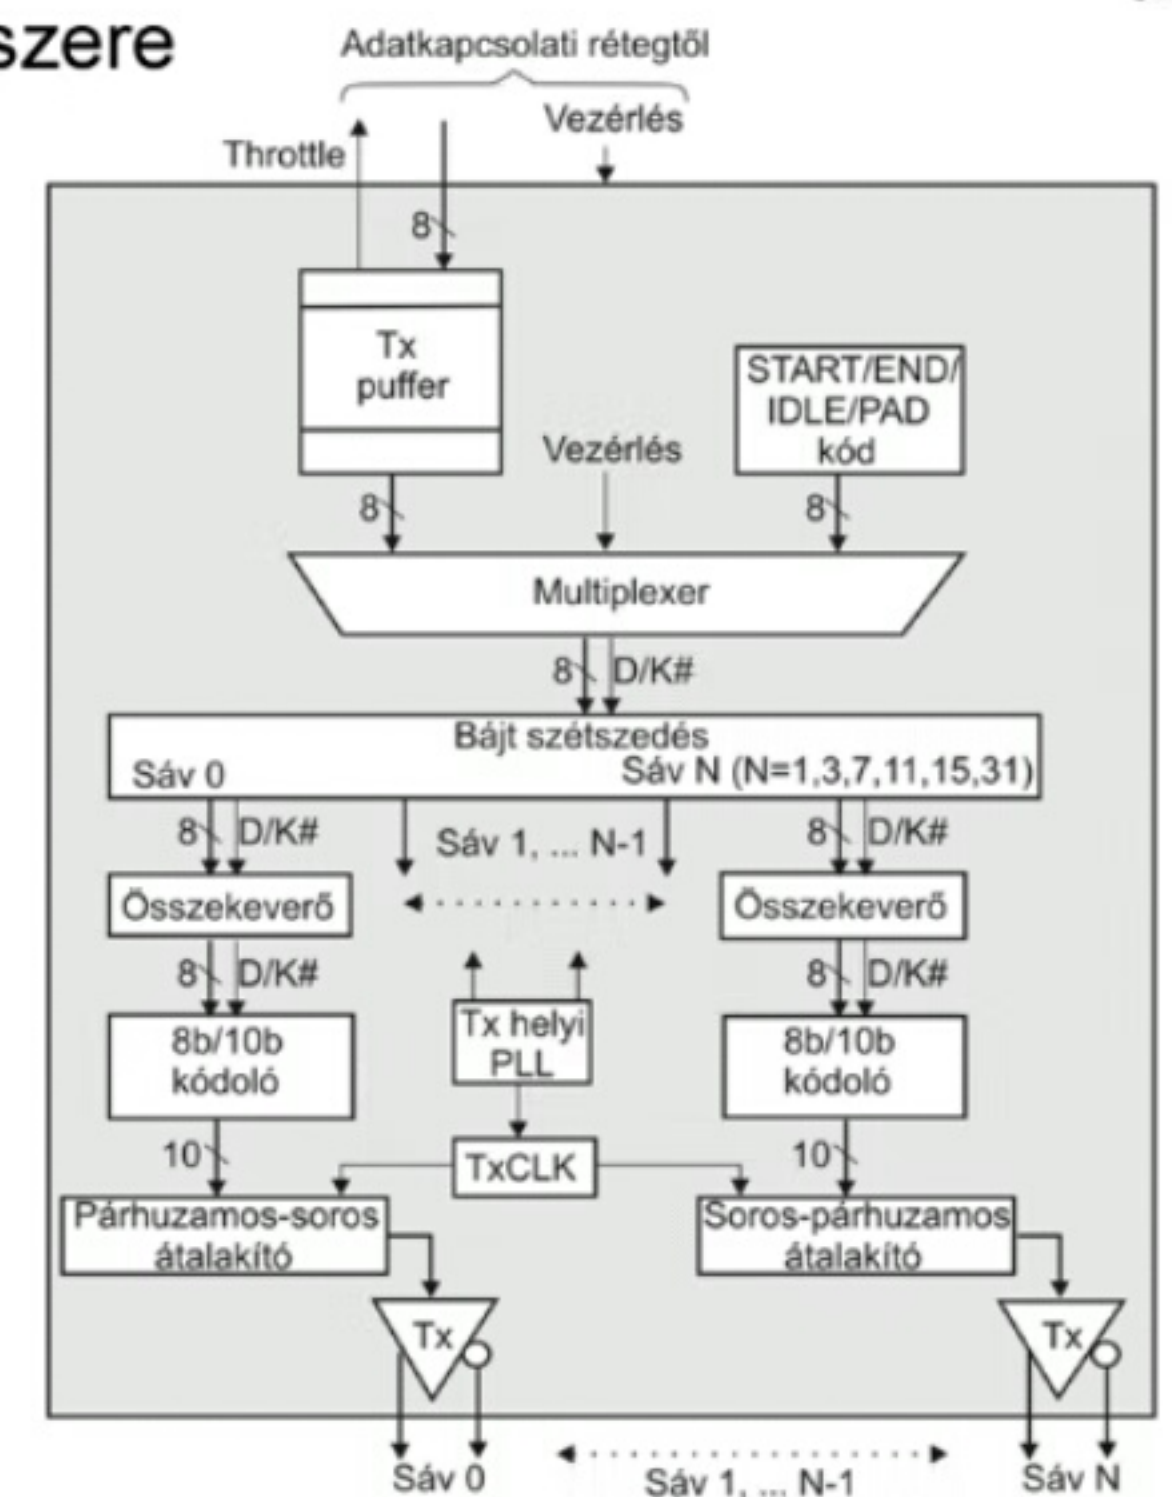 szere
Adatkapcsolati rétegtől
Vezérlés
Throttle
8
Tx
puffer
START/END/
IDLE/PAD
kód
Vezérlés
8
8
Multiplexer
8 D/K#
Bájt szétszedés
Sáv 0
Sáv N (N=1,3,7,11,15,31)
8 D/K#
Sáv 1, ... N-1
8 D/K#
Összekeverő
Összekeverő
8 D/K#
8 D/K#
8b/10b
kódoló
Tx helyi
PLL
8b/10b
kódoló
10
TxCLK
10
Párhuzamos-soros
átalakító
Soros-párhuzamos
átalakító
Tx
Tx
Sáv 0
Sáv 1, ... N-1
Sáv N